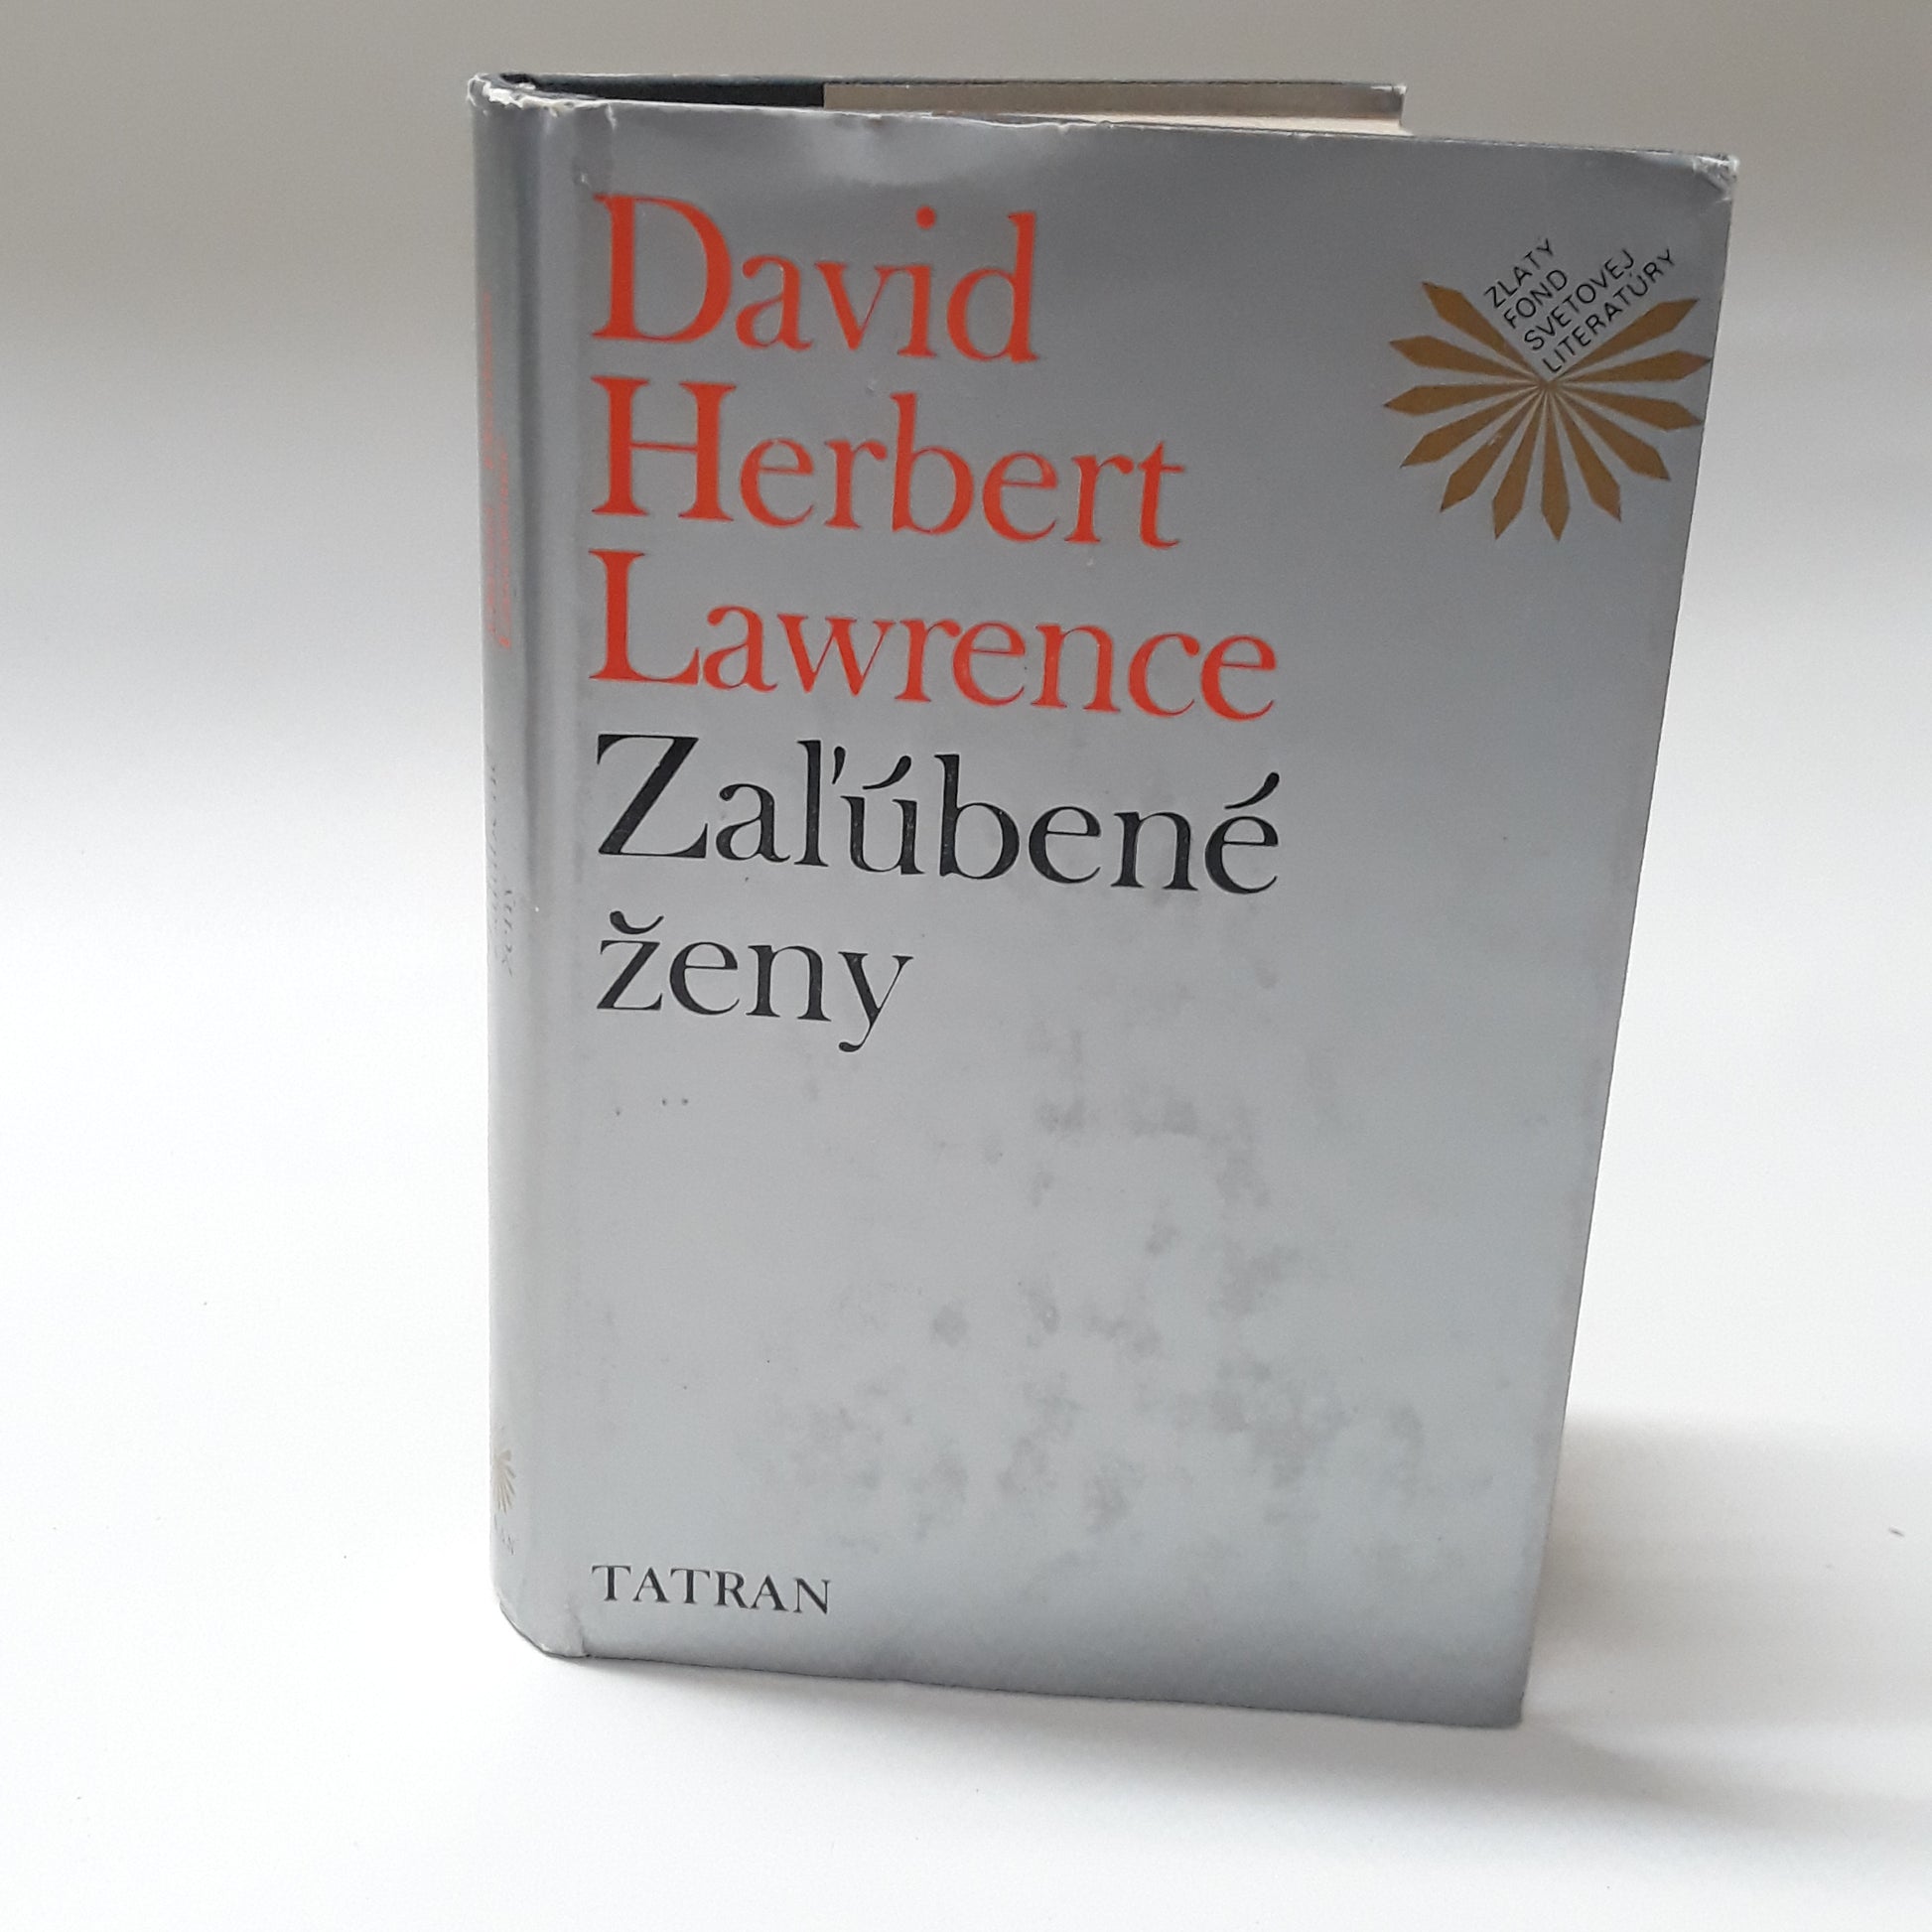 David
Herbert
Lawrence
Zaľúbené
ženy
ZLATÝ
FOND
SVETOVEJ
LITERATÚRY
TATRAN